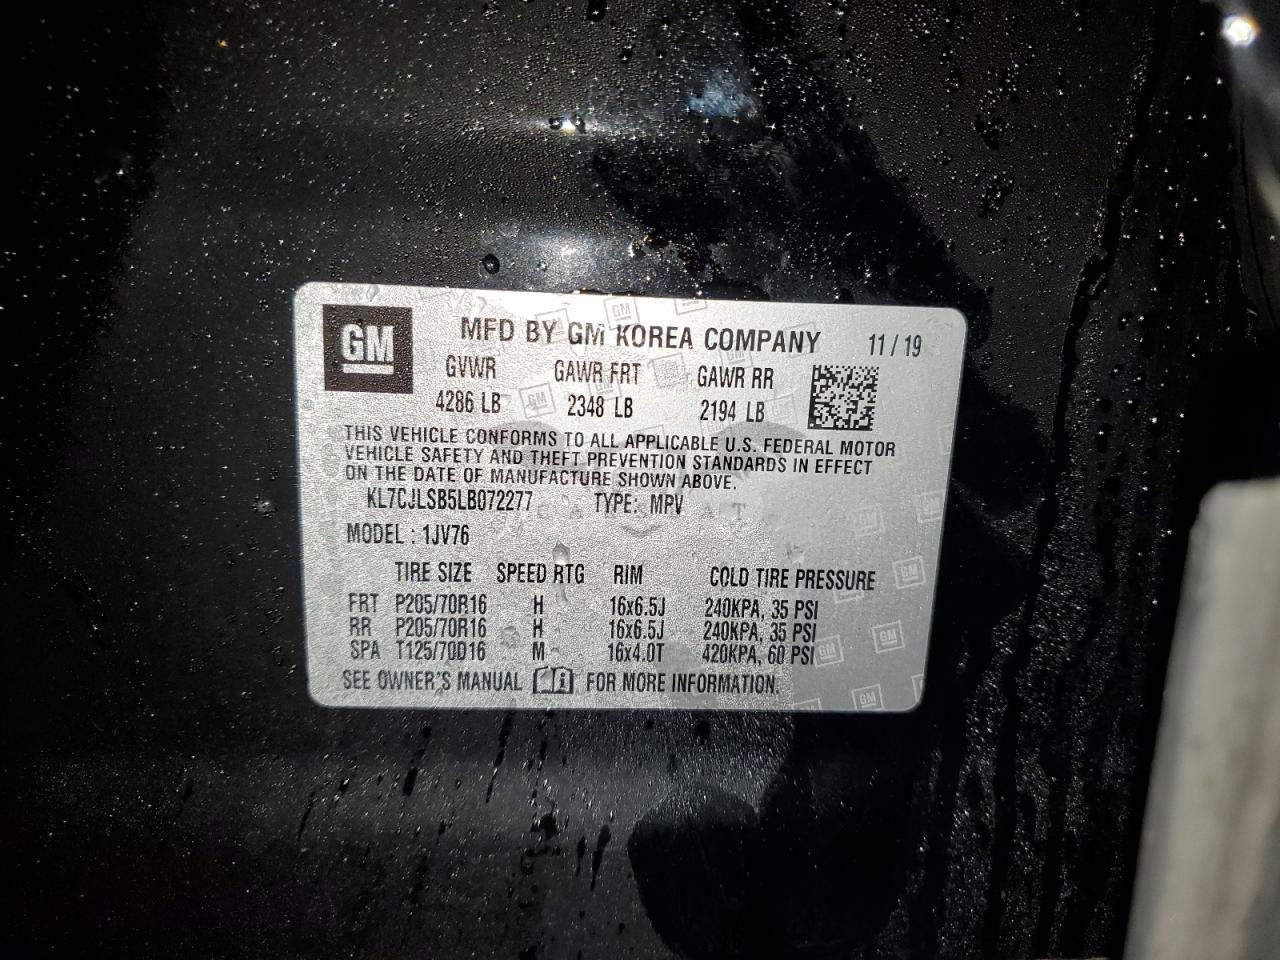 GM MFD BY GM KOREA COMPANY 11/19
GVWR GAWR FRT GAWR RR
4286 LB 2348 LB 2194 LB
THIS VEHICLE CONFORMS TO ALL APPLICABLE U.S. FEDERAL MOTOR
VEHICLE SAFETY AND THEFT PREVENTION STANDARDS IN EFFECT
ON THE DATE OF MANUFACTURE SHOWN ABOVE.
KL7CJLSB5LB072277 TYPE: MPV
MODEL : 1JV76
TIRE SIZE SPEED RTG RIM COLD TIRE PRESSURE
FRT P205/70R16 H 16x6.5J 240KPA, 35 PSI
RR P205/70R16 H 16x6.5J 240KPA, 35 PSI
SPA T125/70D16 M 16x4.0T 420KPA, 60 PSI
SEE OWNER'S MANUAL FOR MORE INFORMATION.